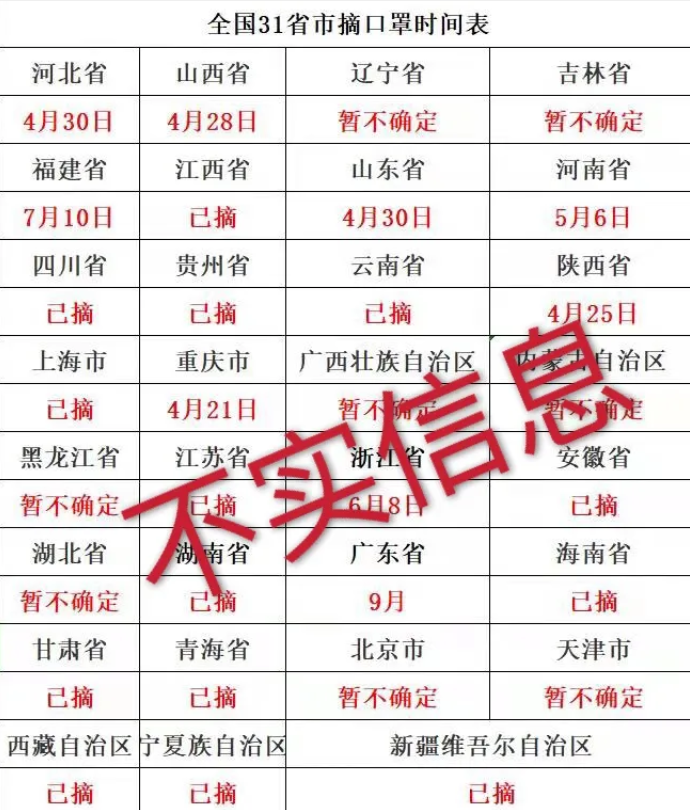 全国31省市摘口罩时间表
河北省 山西省 辽宁省 吉林省
4月30日 4月28日 暂不确定 暂不确定
福建省 江西省 山东省 河南省
7月10日 已摘 4月30日 5月6日
四川省 贵州省 云南省 陕西省
已摘 已摘 已摘 4月25日
上海市 重庆市 广西壮族自治区 内蒙古自治区
已摘 4月21日 暂不确定 暂不确定
黑龙江省 江苏省 浙江省 安徽省
暂不确定 已摘 6月8日 已摘
湖北省 湖南省 广东省 海南省
暂不确定 已摘 9月 已摘
甘肃省 青海省 北京市 天津市
已摘 已摘 暂不确定 暂不确定
西藏自治区 宁夏族自治区 新疆维吾尔自治区
已摘 已摘 已摘
不实信息